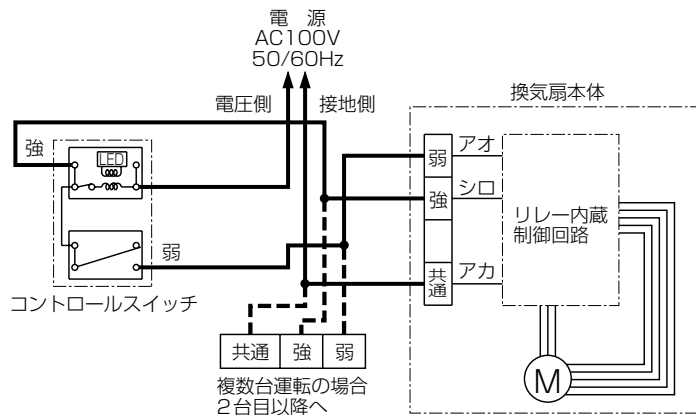 電 源
AC100V
50/60Hz
電圧側
接地側
換気扇本体
強
LED
弱
コントロールスイッチ
弱
アオ
強
シロ
リレー内蔵
制御回路
共通
アカ
M
共通
強
弱
複数台運転の場合
2台目以降へ